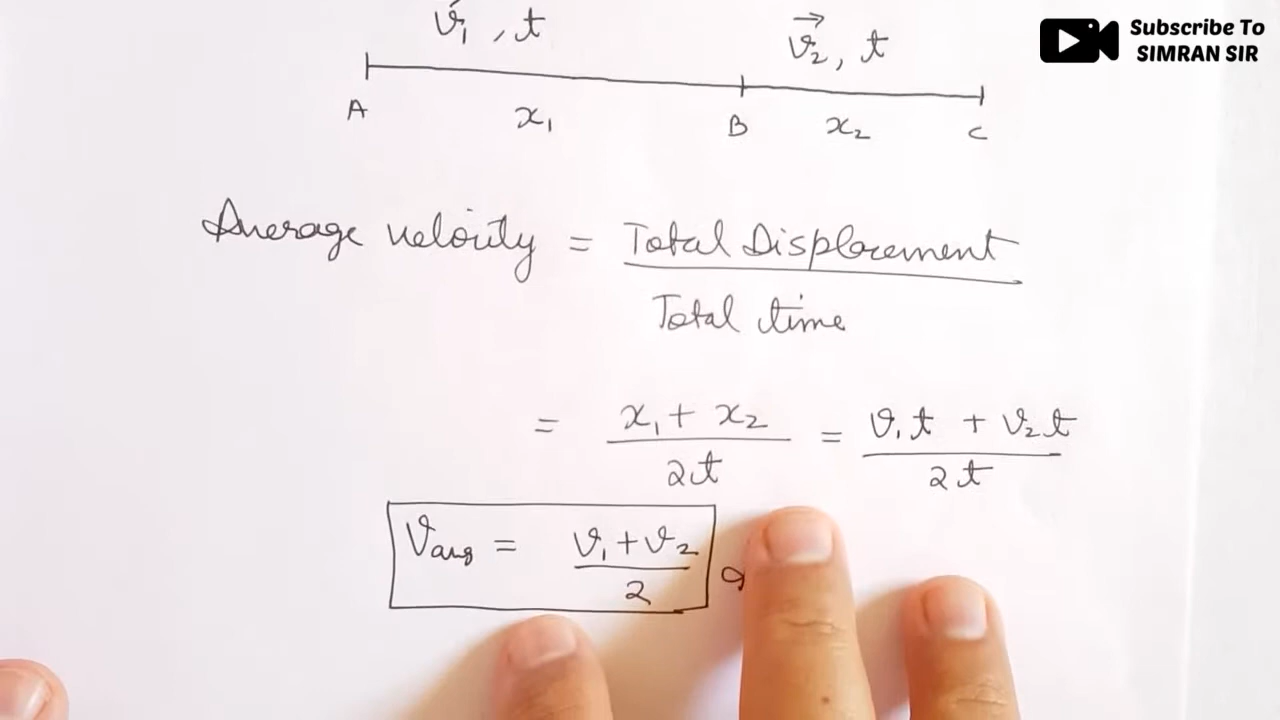 Subscribe To
SIMRAN SIR
v⃗₁ , t
v⃗₂ , t
A x₁ B x₂ C
Average velocity = Total Displacement / Total time
= x₁ + x₂ / 2t = v₁t + v₂t / 2t
Vavg = v₁ + v₂ / 2